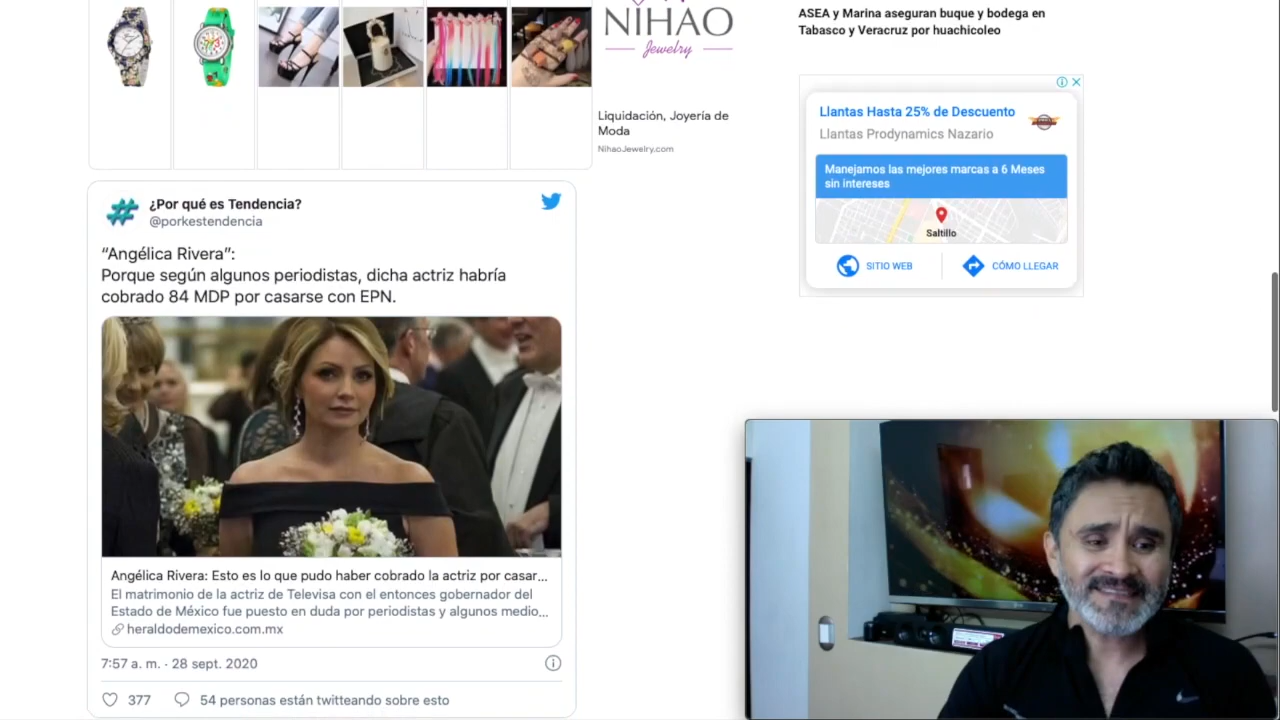 NIHAO
Jewelry
Liquidación, Joyería de
Moda
NihaoJewelry.com
ASEA y Marina aseguran buque y bodega en
Tabasco y Veracruz por huachicoleo
Llantas Hasta 25% de Descuento
Llantas Prodynamics Nazario
Manejamos las mejores marcas a 6 Meses
sin intereses
Saltillo
SITIO WEB
CÓMO LLEGAR
¿Por qué es Tendencia?
@porkestendencia
“Angélica Rivera”:
Porque según algunos periodistas, dicha actriz habría
cobrado 84 MDP por casarse con EPN.
Angélica Rivera: Esto es lo que pudo haber cobrado la actriz por casar...
El matrimonio de la actriz de Televisa con el entonces gobernador del
Estado de México fue puesto en duda por periodistas y algunos medio...
heraldodemexico.com.mx
7:57 a. m. · 28 sept. 2020
377
54 personas están twitteando sobre esto